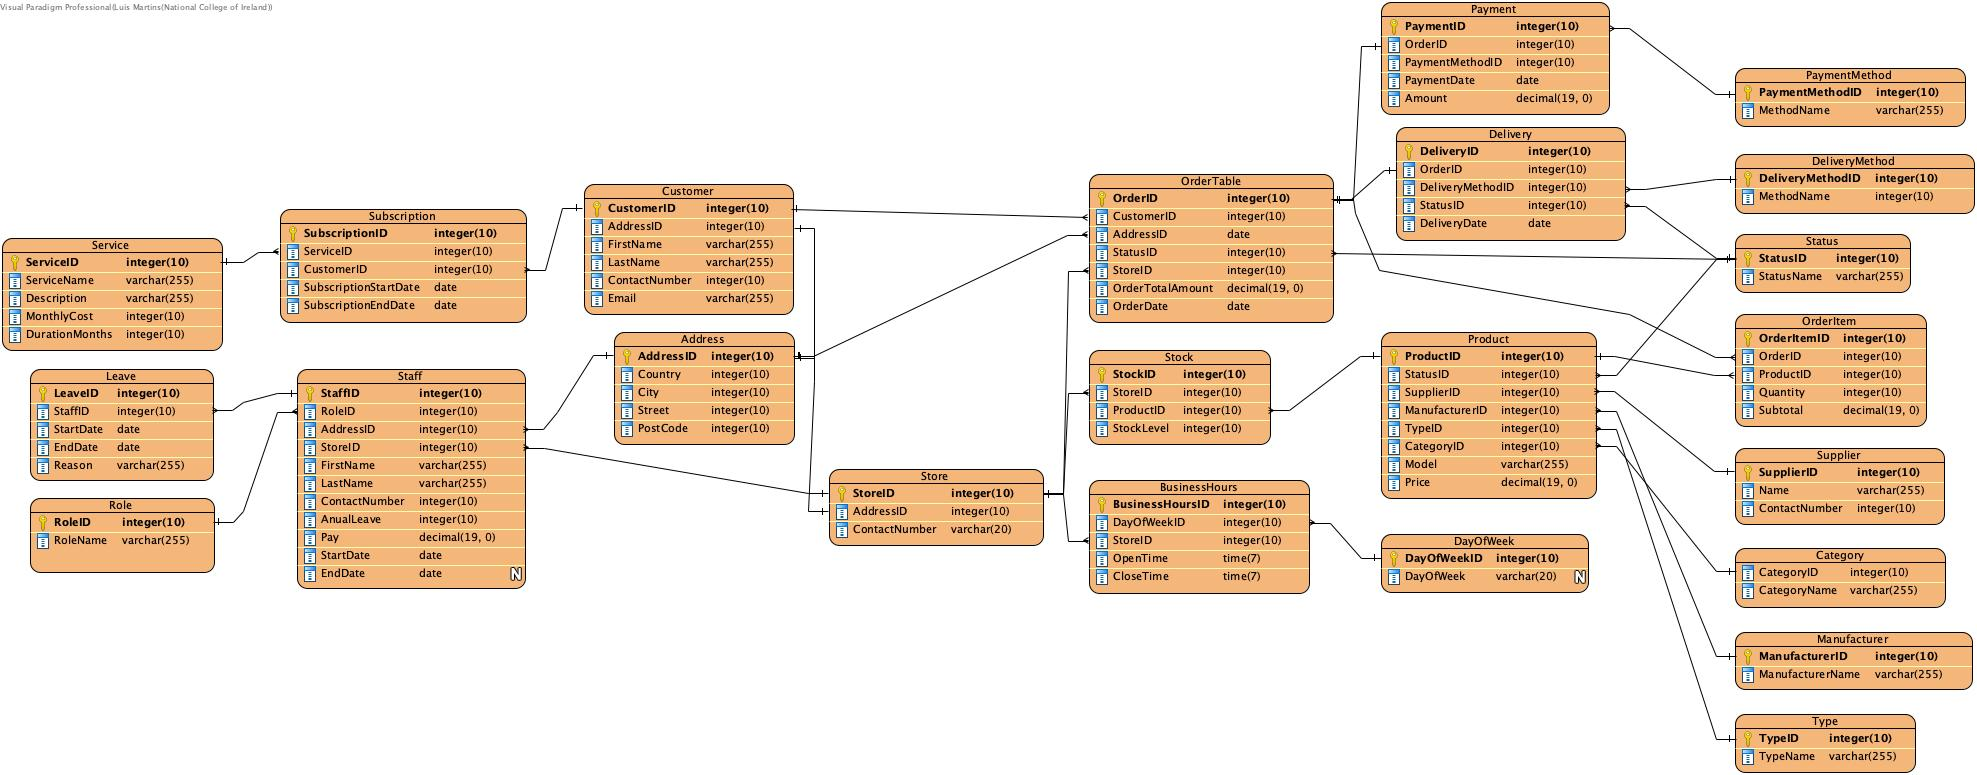 Visual Paradigm Professional(Luis Martins(National College of Ireland))
Service
ServiceID integer(10)
ServiceName varchar(255)
Description varchar(255)
MonthlyCost integer(10)
DurationMonths integer(10)
Leave
LeaveID integer(10)
StaffID integer(10)
StartDate date
EndDate date
Reason varchar(255)
Role
RoleID integer(10)
RoleName varchar(255)
Subscription
SubscriptionID integer(10)
ServiceID integer(10)
CustomerID integer(10)
SubscriptionStartDate date
SubscriptionEndDate date
Staff
StaffID integer(10)
RoleID integer(10)
AddressID integer(10)
StoreID integer(10)
FirstName varchar(255)
LastName varchar(255)
ContactNumber integer(10)
AnualLeave integer(10)
Pay decimal(19, 0)
StartDate date
EndDate date N
Customer
CustomerID integer(10)
AddressID integer(10)
FirstName varchar(255)
LastName varchar(255)
ContactNumber integer(10)
Email varchar(255)
Address
AddressID integer(10)
Country integer(10)
City integer(10)
Street integer(10)
PostCode integer(10)
Store
StoreID integer(10)
AddressID integer(10)
ContactNumber varchar(20)
OrderTable
OrderID integer(10)
CustomerID integer(10)
AddressID date
StatusID integer(10)
StoreID integer(10)
OrderTotalAmount decimal(19, 0)
OrderDate date
Stock
StockID integer(10)
StoreID integer(10)
ProductID integer(10)
StockLevel integer(10)
BusinessHours
BusinessHoursID integer(10)
DayOfWeekID integer(10)
StoreID integer(10)
OpenTime time(7)
CloseTime time(7)
Payment
PaymentID integer(10)
OrderID integer(10)
PaymentMethodID integer(10)
PaymentDate date
Amount decimal(19, 0)
Delivery
DeliveryID integer(10)
OrderID integer(10)
DeliveryMethodID integer(10)
StatusID integer(10)
DeliveryDate date
Product
ProductID integer(10)
StatusID integer(10)
SupplierID integer(10)
ManufacturerID integer(10)
TypeID integer(10)
CategoryID integer(10)
Model varchar(255)
Price decimal(19, 0)
DayOfWeek
DayOfWeekID integer(10)
DayOfWeek varchar(20) N
PaymentMethod
PaymentMethodID integer(10)
MethodName varchar(255)
DeliveryMethod
DeliveryMethodID integer(10)
MethodName integer(10)
Status
StatusID integer(10)
StatusName varchar(255)
OrderItem
OrderItemID integer(10)
OrderID integer(10)
ProductID integer(10)
Quantity integer(10)
Subtotal decimal(19, 0)
Supplier
SupplierID integer(10)
Name varchar(255)
ContactNumber integer(10)
Category
CategoryID integer(10)
CategoryName varchar(255)
Manufacturer
ManufacturerID integer(10)
ManufacturerName varchar(255)
Type
TypeID integer(10)
TypeName varchar(255)